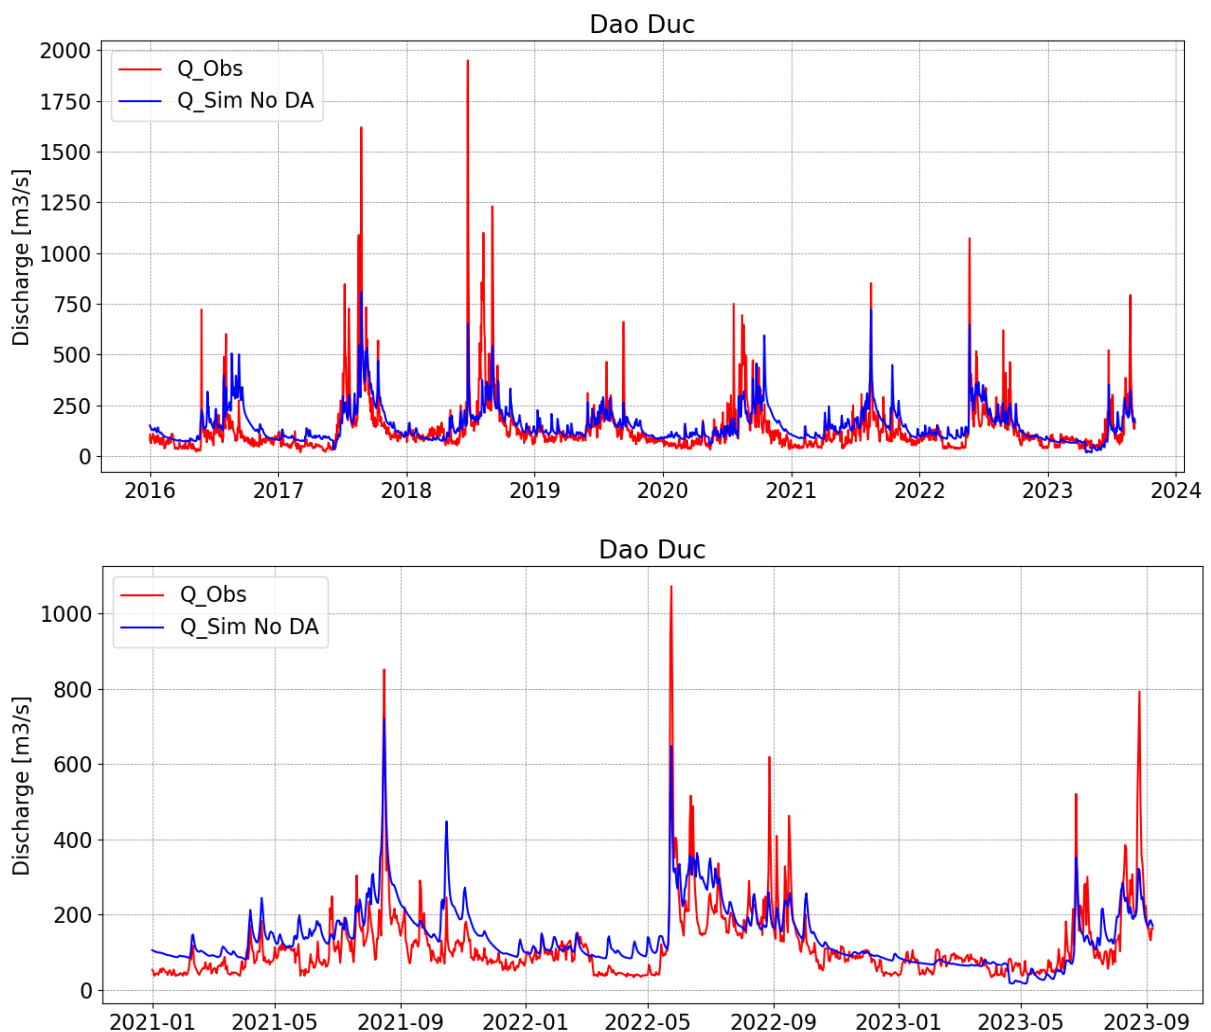 Dao Duc
Q_Obs
Q_Sim No DA
Discharge [m3/s]
2000
1750
1500
1250
1000
750
500
250
0
2016 2017 2018 2019 2020 2021 2022 2023 2024
Dao Duc
Q_Obs
Q_Sim No DA
Discharge [m3/s]
1000
800
600
400
200
0
2021-01 2021-05 2021-09 2022-01 2022-05 2022-09 2023-01 2023-05 2023-09